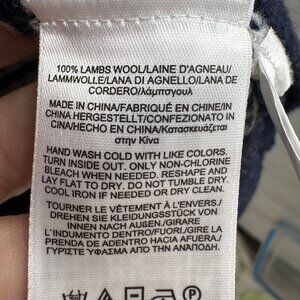 100% LAMBS WOOL/LAINE D'AGNEAU/
LAMMWOLLE/LANA DI AGNELLO/LANA DE
CORDERO/λάμπσγουλ
MADE IN CHINA/FABRIQUÉ EN CHINE/IN
CHINA HERGESTELLT/CONFEZIONATO IN
CINA/HECHO EN CHINA/Κατασκευάζεται
στην Κίνα
HAND WASH COLD WITH LIKE COLORS.
TURN INSIDE OUT. ONLY NON-CHLORINE
BLEACH WHEN NEEDED. RESHAPE AND
LAY FLAT TO DRY. DO NOT TUMBLE DRY.
COOL IRON IF NEEDED OR DRY CLEAN.
TOURNER LE VÊTEMENT À L'ENVERS/
DREHEN SIE KLEIDUNGSSTÜCK VON
INNEN NACH AUßEN/GIRARE
L'INDUMENTO DENTRO/FUORI/GIRE LA
PRENDA DE ADENTRO HACIA AFUERA/
ΓΥΡΙΣΤΕ ΥΦΑΣΜΑ ΑΠΟ ΤΗΝ ΑΝΑΠΟΔΗ.